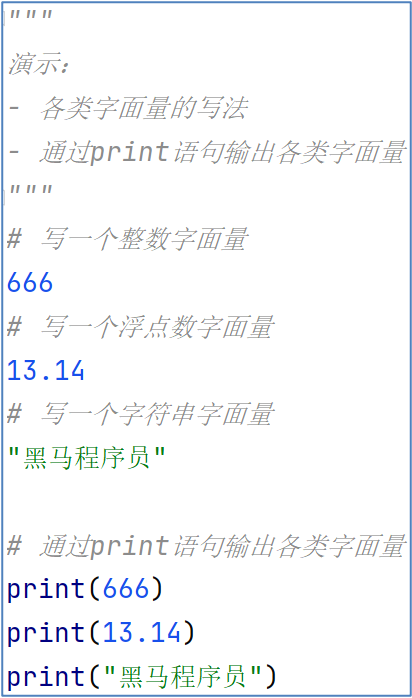 """
演示：
- 各类字面量的写法
- 通过print语句输出各类字面量
"""
# 写一个整数字面量
666
# 写一个浮点数字面量
13.14
# 写一个字符串字面量
"黑马程序员"
# 通过print语句输出各类字面量
print(666)
print(13.14)
print("黑马程序员")